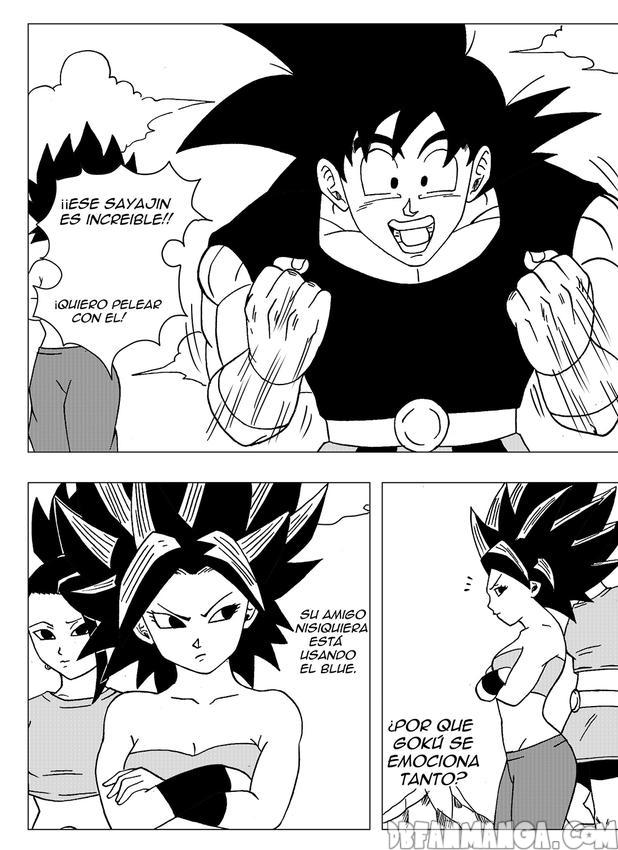 ¡¡ESE SAYAJIN
ES INCREIBLE!!
¡QUIERO PELEAR
CON EL!
SU AMIGO
NISIQUIERA
ESTÁ
USANDO
EL BLUE.
¿POR QUE
GOKÚ SE
EMOCIONA
TANTO?
DBFANMANGA.COM